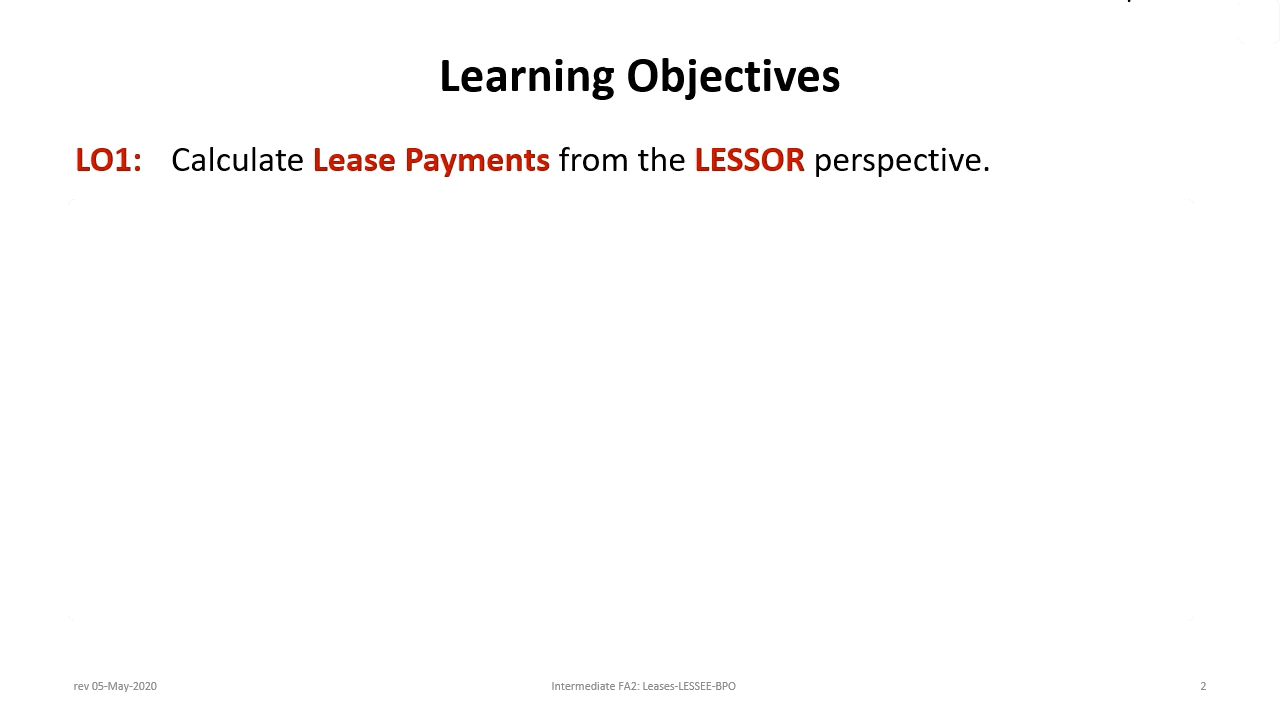 Learning Objectives
LO1: Calculate Lease Payments from the LESSOR perspective.
rev 05-May-2020 Intermediate FA2: Leases-LESSEE-BPO 2